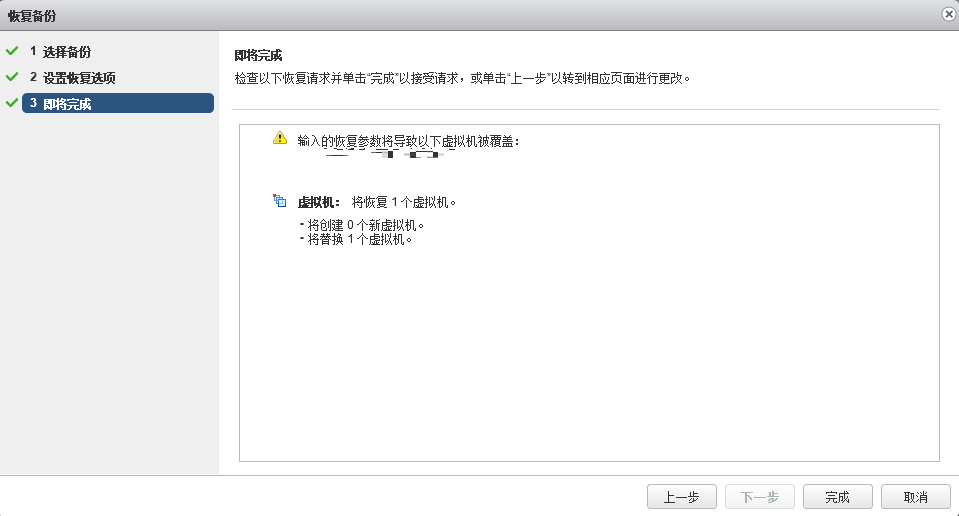 恢复备份
1 选择备份
2 设置恢复选项
3 即将完成
即将完成
检查以下恢复请求并单击“完成”以接受请求，或单击“上一步”以转到相应页面进行更改。
输入的恢复参数将导致以下虚拟机被覆盖：
虚拟机： 将恢复 1 个虚拟机。
· 将创建 0 个新虚拟机。
· 将替换 1 个虚拟机。
上一步 下一步 完成 取消